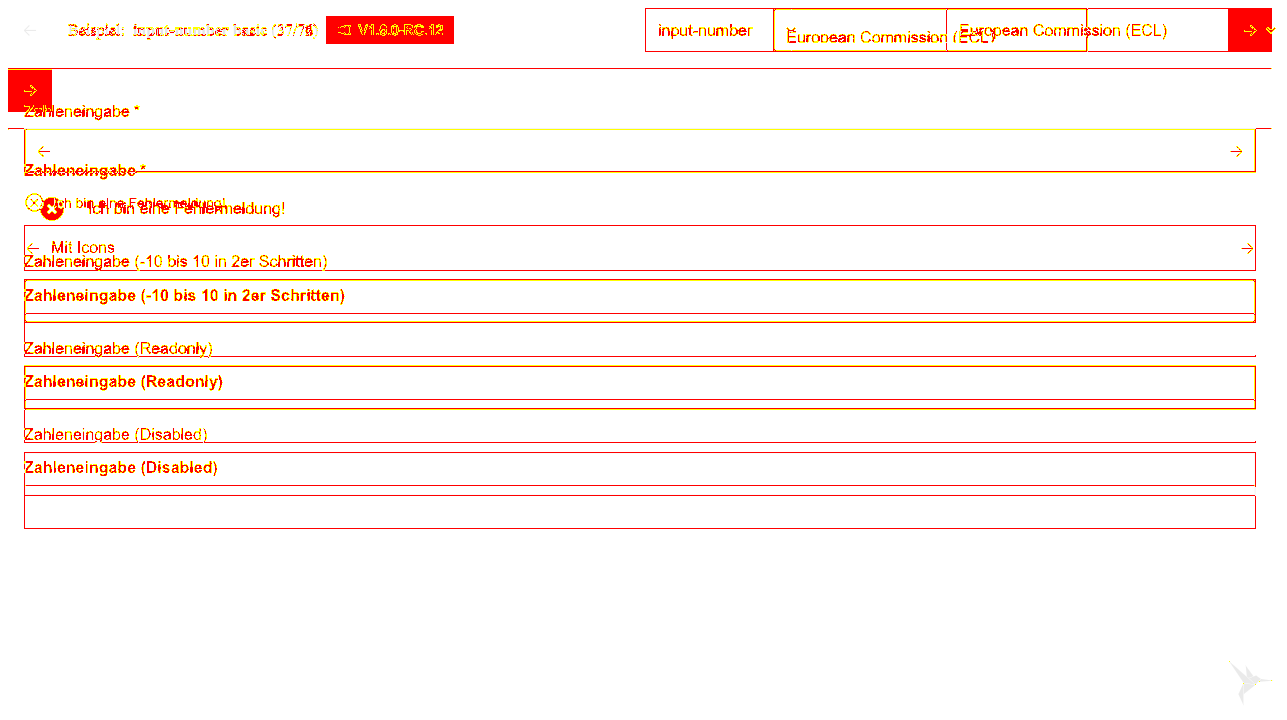 Beispiel: Input-number basic V1.6.0-RC.12 input-number European Commission (ECL) European Commission (ECL)
Zahleneingabe *
Zahleneingabe *
Ich bin eine Fehlermeldung!
Ich bin eine Fehlermeldung!
Mit Icons
Zahleneingabe (-10 bis 10 in 2er Schritten)
Zahleneingabe (-10 bis 10 in 2er Schritten)
Zahleneingabe (Readonly)
Zahleneingabe (Readonly)
Zahleneingabe (Disabled)
Zahleneingabe (Disabled)